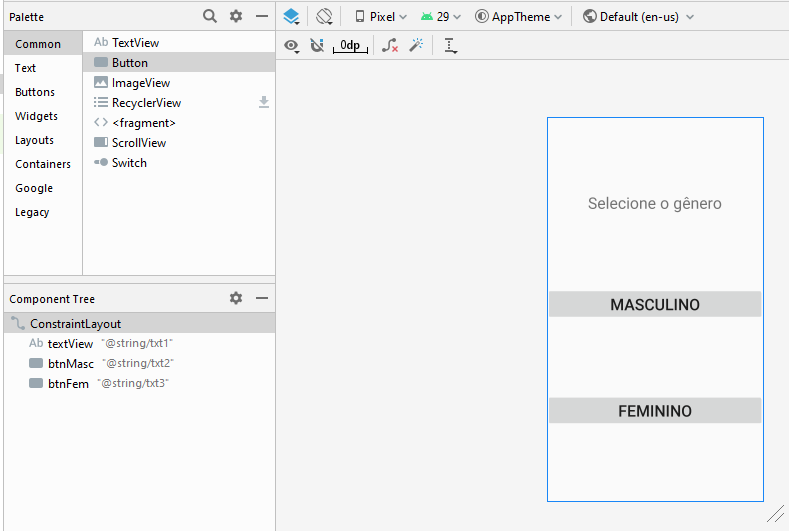 Palette
Pixel
29
AppTheme
Default (en-us)
Common
Text
Buttons
Widgets
Layouts
Containers
Google
Legacy
Ab TextView
Button
ImageView
RecyclerView
<fragment>
ScrollView
Switch
0dp
Component Tree
ConstraintLayout
Ab textView "@string/txt1"
btnMasc "@string/txt2"
btnFem "@string/txt3"
Selecione o gênero
MASCULINO
FEMININO